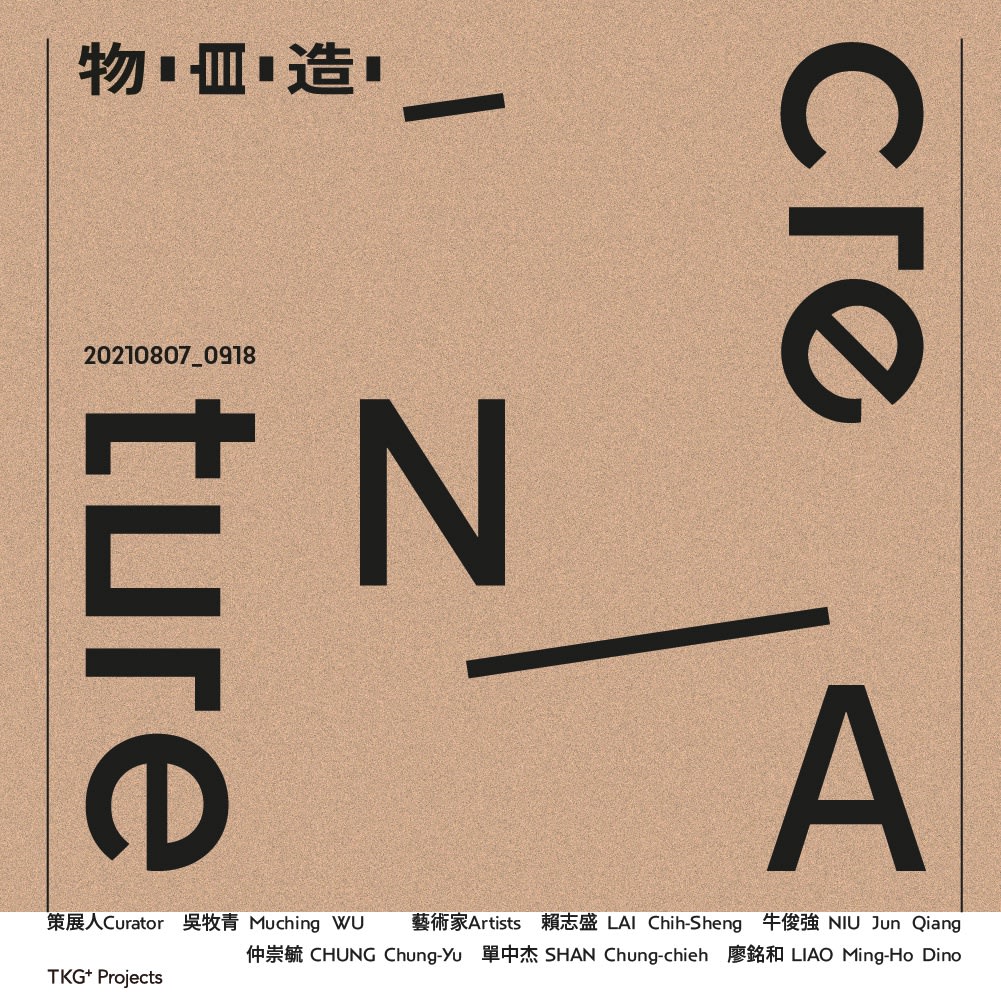 物·自·造·
cre
20210807_0918
N
ture
A
策展人Curator 吳牧青 Muching WU 藝術家Artists 賴志盛 LAI Chih-Sheng 牛俊強 NIU Jun Qiang
仲崇毓 CHUNG Chung-Yu 單中杰 SHAN Chung-chieh 廖銘和 LIAO Ming-Ho Dino
TKG+ Projects